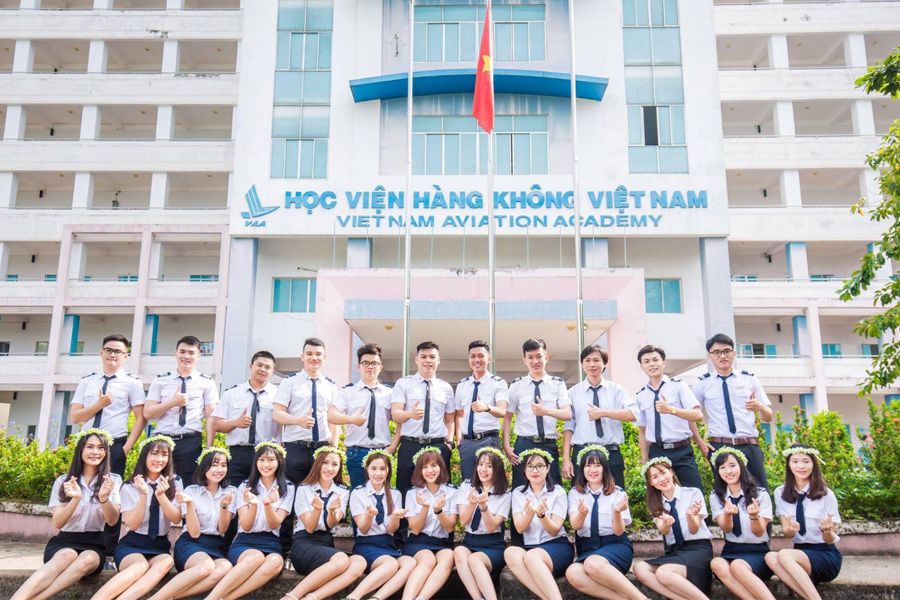 HỌC VIỆN HÀNG KHÔNG VIỆT NAM
VIETNAM AVIATION ACADEMY
VAA